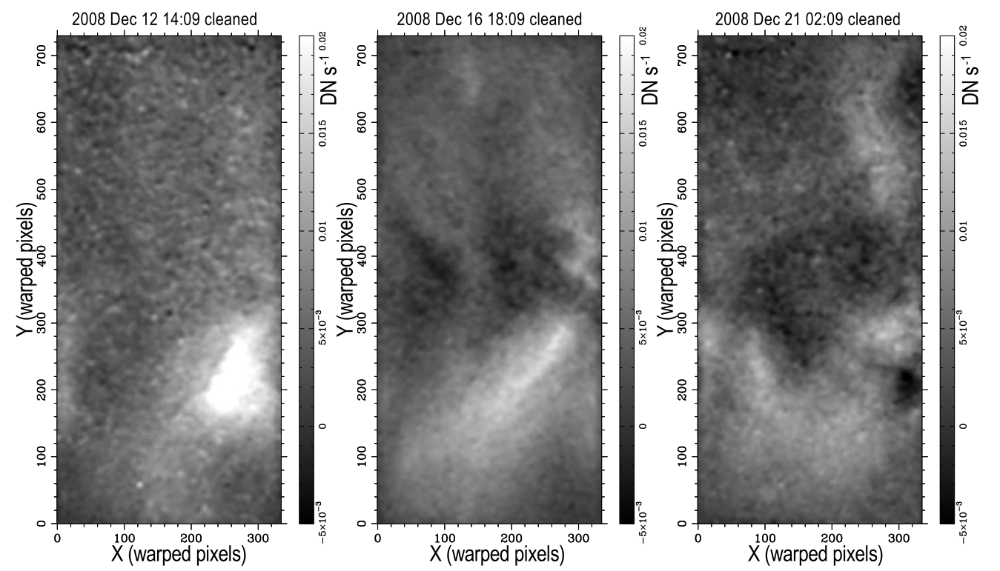 2008 Dec 12 14:09 cleaned
Y (warped pixels)
700
600
500
400
300
200
100
0
0 100 200 300
X (warped pixels)
DN s⁻¹
0.02
0.015
0.01
5×10⁻³
0
−5×10⁻³
2008 Dec 16 18:09 cleaned
Y (warped pixels)
700
600
500
400
300
200
100
0
0 100 200 300
X (warped pixels)
DN s⁻¹
0.02
0.015
0.01
5×10⁻³
0
−5×10⁻³
2008 Dec 21 02:09 cleaned
Y (warped pixels)
700
600
500
400
300
200
100
0
0 100 200 300
X (warped pixels)
DN s⁻¹
0.02
0.015
0.01
5×10⁻³
0
−5×10⁻³